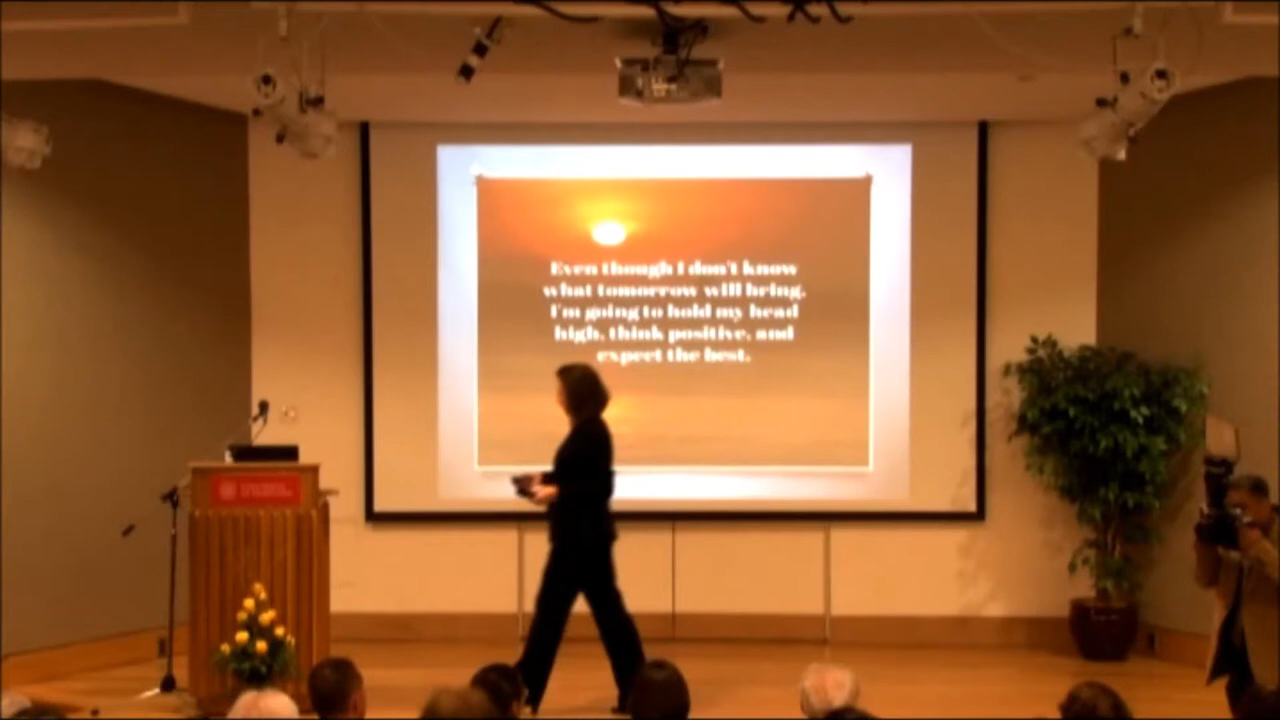 Even though I don't know
what tomorrow will bring.
I'm going to hold my head
high, think positive, and
expect the best.